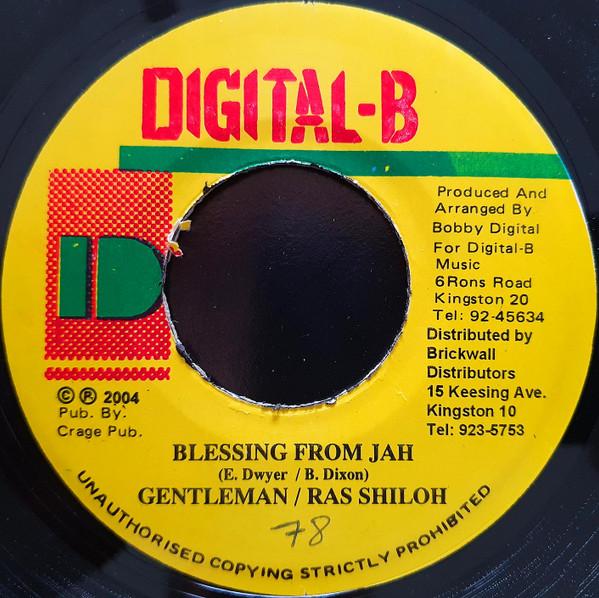 DIGITAL-B
Produced And
Arranged By
Bobby Digital
For Digital-B
Music
6Rons Road
Kingston 20
Tel: 92-45634
Distributed by
Brickwall
Distributors
15 Keesing Ave.
Kingston 10
Tel: 923-5753
D
© ℗ 2004
Pub. By:
Crage Pub.
BLESSING FROM JAH
(E. Dwyer / B. Dixon)
GENTLEMAN / RAS SHILOH
78
UNAUTHORISED COPYING STRICTLY PROHIBITED